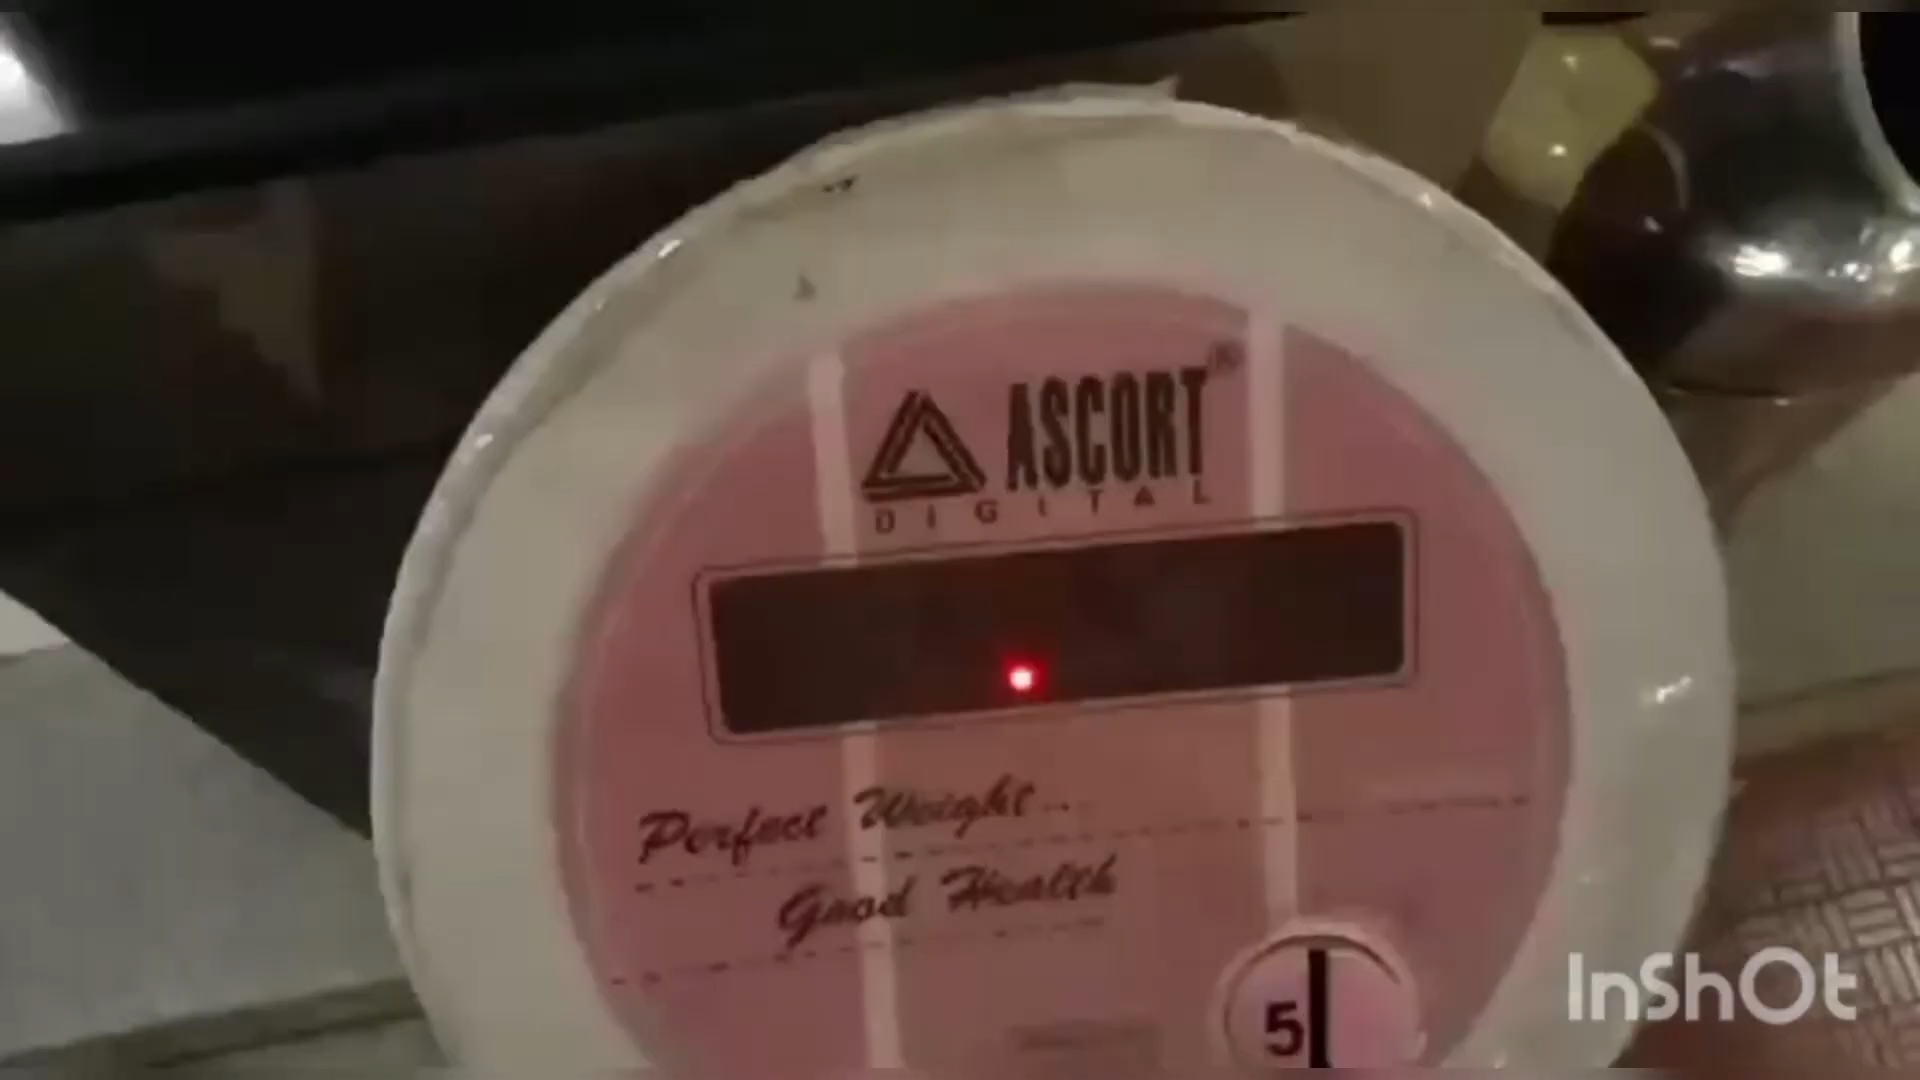 ASCORT®
DIGITAL
Perfect Weight...
Good Health
5
InShOt